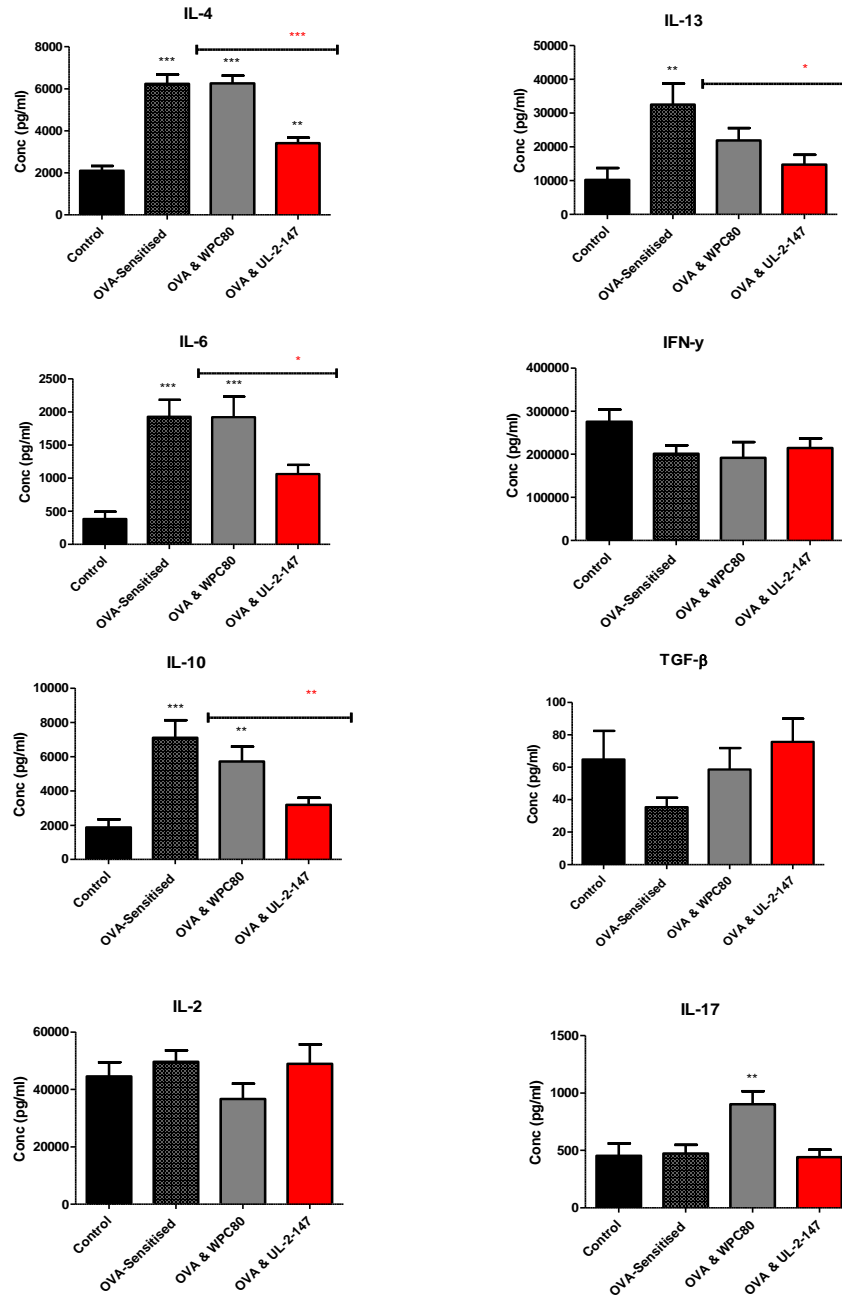 IL-4
***
***
***
**
8000
6000
4000
2000
0
Conc (pg/ml)
Control
OVA-Sensitised
OVA & WPC80
OVA & UL-2-147
IL-13
**
*
50000
40000
30000
20000
10000
0
Conc (pg/ml)
Control
OVA-Sensitised
OVA & WPC80
OVA & UL-2-147
IL-6
*
***
***
2500
2000
1500
1000
500
0
Conc (pg/ml)
Control
OVA-Sensitised
OVA & WPC80
OVA & UL-2-147
IFN-y
400000
300000
200000
100000
0
Conc (pg/ml)
Control
OVA-Sensitised
OVA & WPC80
OVA & UL-2-147
IL-10
**
***
**
10000
8000
6000
4000
2000
0
Conc (pg/ml)
Control
OVA-Sensitised
OVA & WPC80
OVA & UL-2-147
TGF-β
80
60
40
20
0
Conc (pg/ml)
Control
OVA-Sensitised
OVA & WPC80
OVA & UL-2-147
IL-2
60000
40000
20000
0
Conc (pg/ml)
Control
OVA-Sensitised
OVA & WPC80
OVA & UL-2-147
IL-17
**
1500
1000
500
0
Conc (pg/ml)
Control
OVA-Sensitised
OVA & WPC80
OVA & UL-2-147